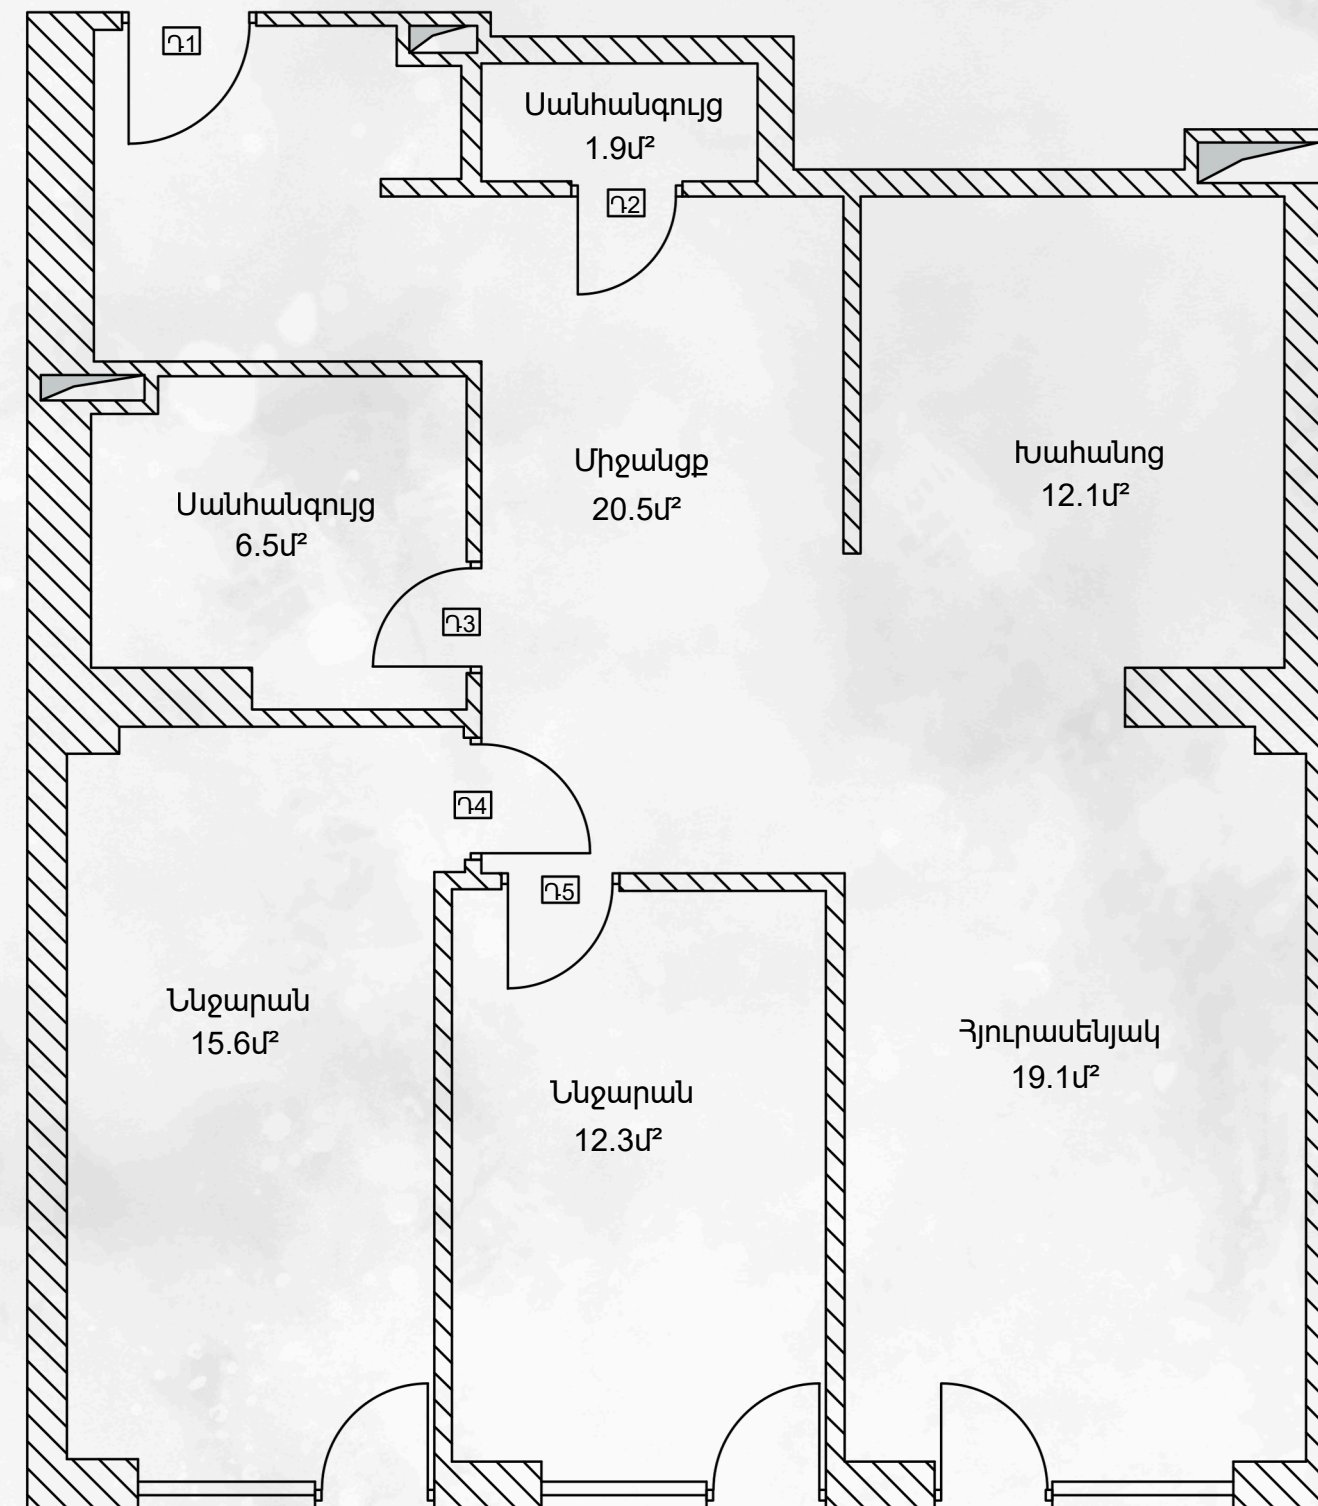 Դ1
Սանհանգույց
1.9մ²
Դ2
Միջանցք
20.5մ²
Խահանոց
12.1մ²
Սանհանգույց
6.5մ²
Դ3
Դ4
Դ5
Ննջարան
15.6մ²
Ննջարան
12.3մ²
Հյուրասենյակ
19.1մ²